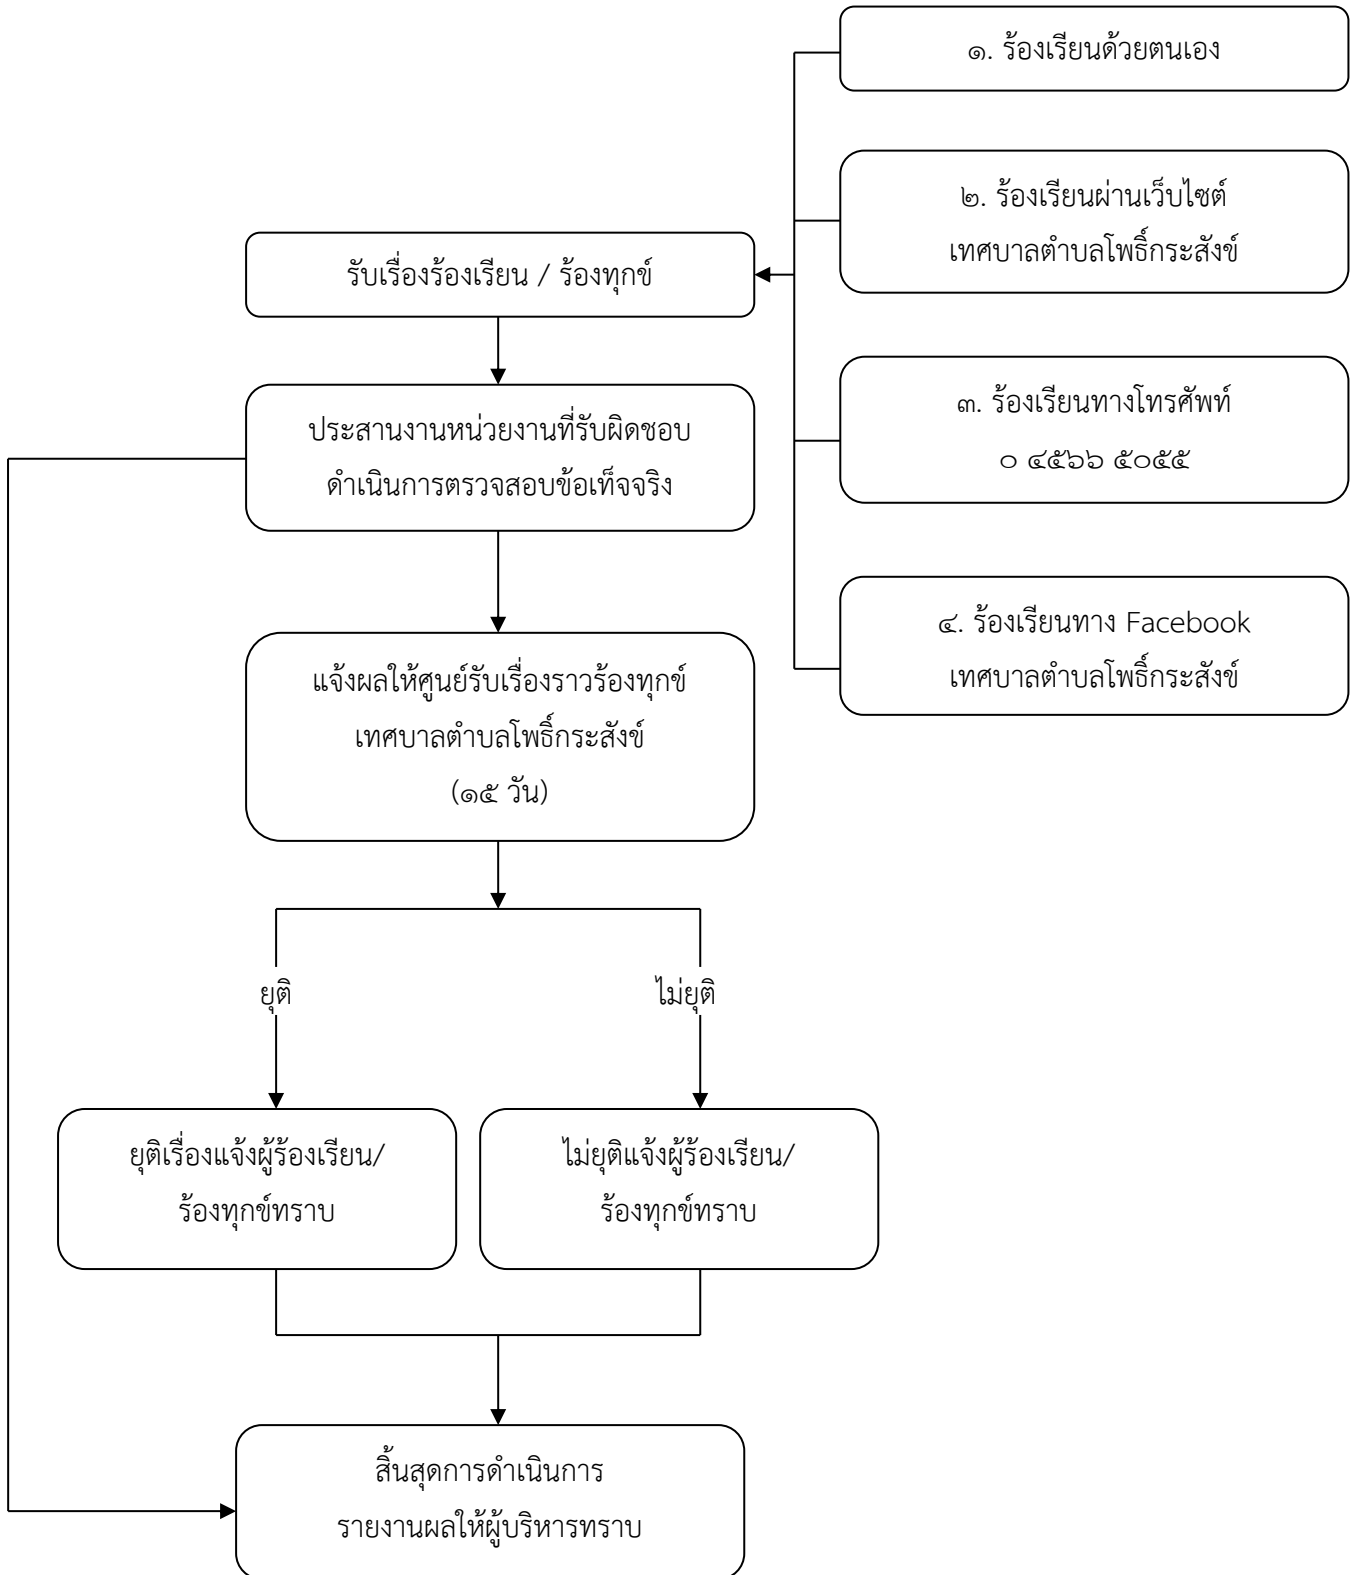 ๑. ร้องเรียนด้วยตนเอง
๒. ร้องเรียนผ่านเว็บไซต์
เทศบาลตำบลโพธิ์กระสังข์
รับเรื่องร้องเรียน / ร้องทุกข์
๓. ร้องเรียนทางโทรศัพท์
๐ ๔๕๖๖ ๕๐๕๕
ประสานงานหน่วยงานที่รับผิดชอบ
ดำเนินการตรวจสอบข้อเท็จจริง
๔. ร้องเรียนทาง Facebook
เทศบาลตำบลโพธิ์กระสังข์
แจ้งผลให้ศูนย์รับเรื่องราวร้องทุกข์
เทศบาลตำบลโพธิ์กระสังข์
(๑๕ วัน)
ยุติ
ไม่ยุติ
ยุติเรื่องแจ้งผู้ร้องเรียน/
ร้องทุกข์ทราบ
ไม่ยุติแจ้งผู้ร้องเรียน/
ร้องทุกข์ทราบ
สิ้นสุดการดำเนินการ
รายงานผลให้ผู้บริหารทราบ